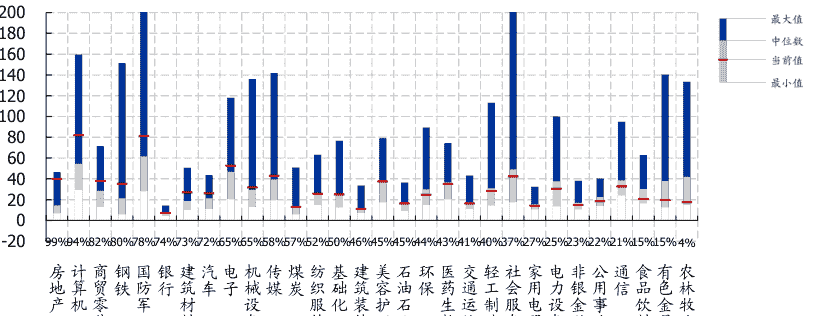 200
180
160
140
120
100
80
60
40
20
0
-20
最大值
中位数
当前值
最小值
99% 94% 82% 80% 78% 74% 73% 72% 65% 65% 58% 57% 52% 50% 46% 45% 45% 44% 43% 41% 40% 37% 27% 25% 23% 22% 21% 15% 15% 4%
房地产
计算机
商贸零
钢铁
国防军
银行
建筑材
汽车
电子
机械设
传媒
煤炭
纺织服
基础化
建筑装
美容护
石油石
环保
医药生
交通运
轻工制
社会服
家用电
电力设
非银金
公用事
通信
食品饮
有色金
农林牧